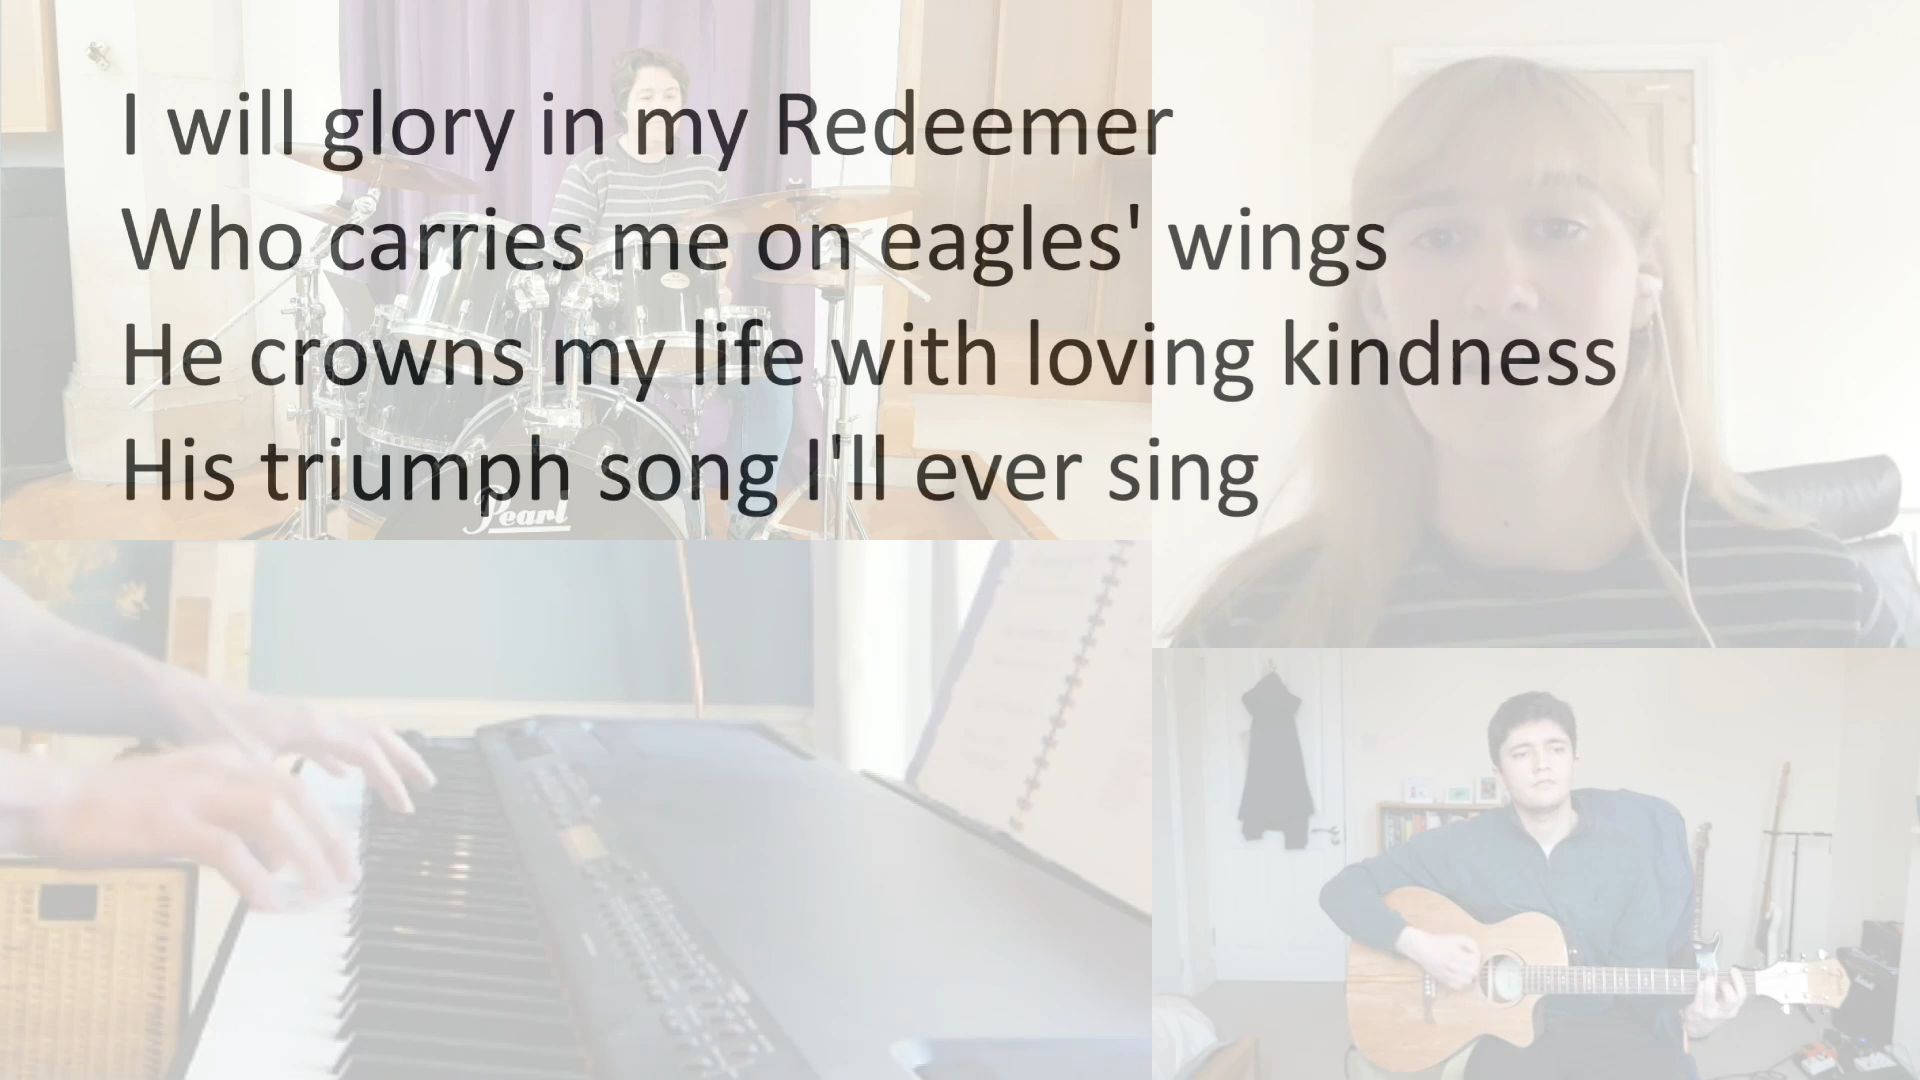 I will glory in my Redeemer
Who carries me on eagles' wings
He crowns my life with loving kindness
His triumph song I'll ever sing
Pearl